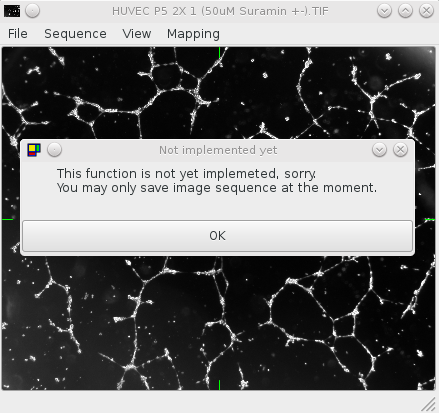 HUVEC P5 2X 1 (50uM Suramin +-).TIF
File Sequence View Mapping
Not implemented yet
This function is not yet implemeted, sorry.
You may only save image sequence at the moment.
OK